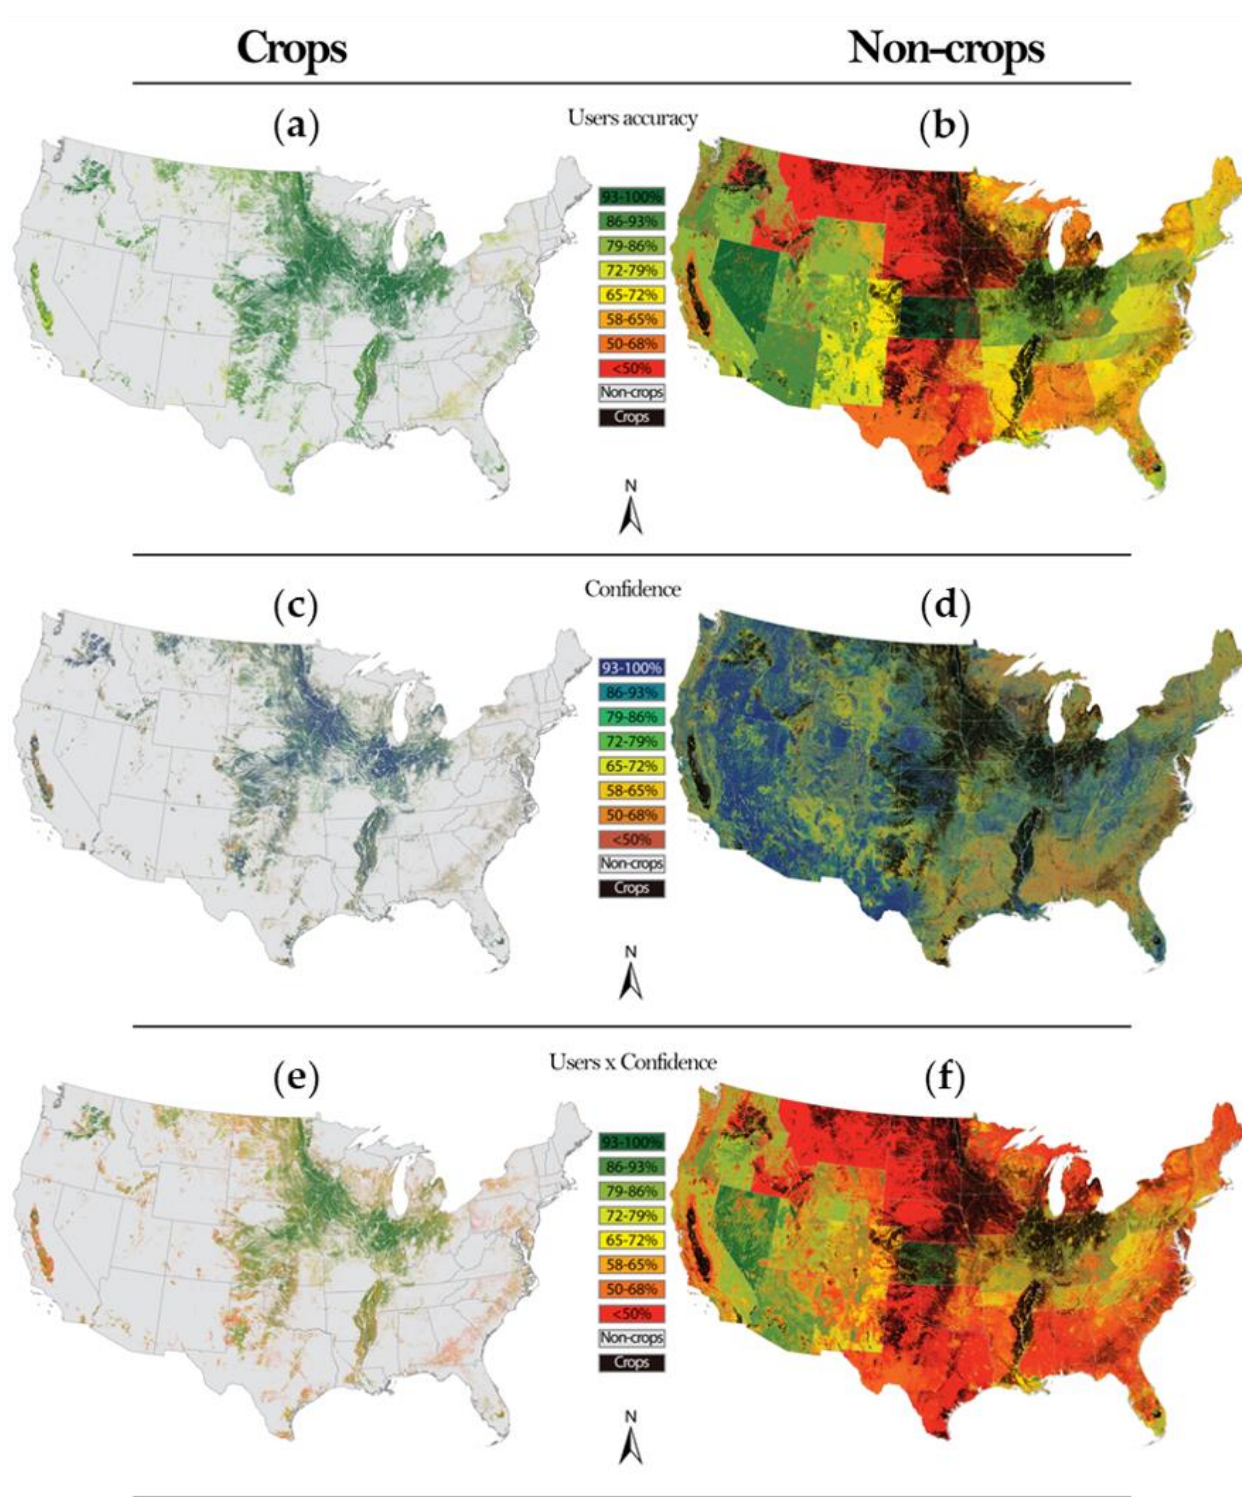 Crops Non-crops
(a) Users accuracy (b)
93-100%
86-93%
79-86%
72-79%
65-72%
58-65%
50-68%
<50%
Non-crops
Crops
N
(c) Confidence (d)
93-100%
86-93%
79-86%
72-79%
65-72%
58-65%
50-68%
<50%
Non-crops
Crops
N
(e) Users x Confidence (f)
93-100%
86-93%
79-86%
72-79%
65-72%
58-65%
50-68%
<50%
Non-crops
Crops
N